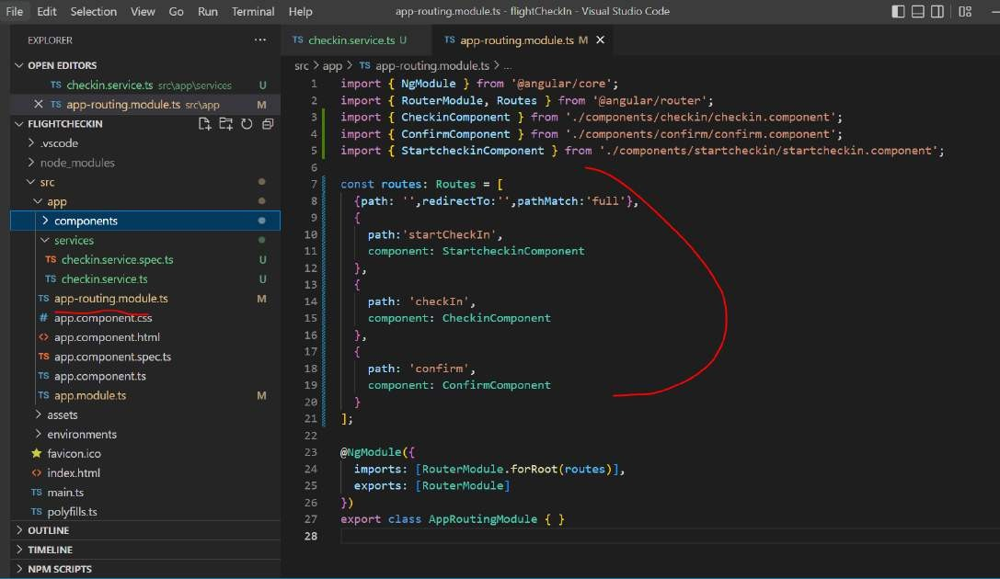 File Edit Selection View Go Run Terminal Help app-routing.module.ts - flightCheckIn - Visual Studio Code
EXPLORER
OPEN EDITORS
TS checkin.service.ts src\app\services U
TS app-routing.module.ts src\app M
FLIGHTCHECKIN
.vscode
node_modules
src
app
components
services
TS checkin.service.spec.ts U
TS checkin.service.ts U
TS app-routing.module.ts M
# app.component.css
<> app.component.html
TS app.component.spec.ts
TS app.component.ts
TS app.module.ts M
assets
environments
favicon.ico
<> index.html
TS main.ts
TS polyfills.ts
OUTLINE
TIMELINE
NPM SCRIPTS
TS checkin.service.ts U TS app-routing.module.ts M
src > app > TS app-routing.module.ts > ...
1 import { NgModule } from '@angular/core';
2 import { RouterModule, Routes } from '@angular/router';
3 import { CheckinComponent } from './components/checkin/checkin.component';
4 import { ConfirmComponent } from './components/confirm/confirm.component';
5 import { StartcheckinComponent } from './components/startcheckin/startcheckin.component';
6
7 const routes: Routes = [
8 {path: '',redirectTo:'',pathMatch:'full'},
9 {
10 path:'startCheckIn',
11 component: StartcheckinComponent
12 },
13 {
14 path: 'checkIn',
15 component: CheckinComponent
16 },
17 {
18 path: 'confirm',
19 component: ConfirmComponent
20 }
21 ];
22
23 @NgModule({
24 imports: [RouterModule.forRoot(routes)],
25 exports: [RouterModule]
26 })
27 export class AppRoutingModule { }
28